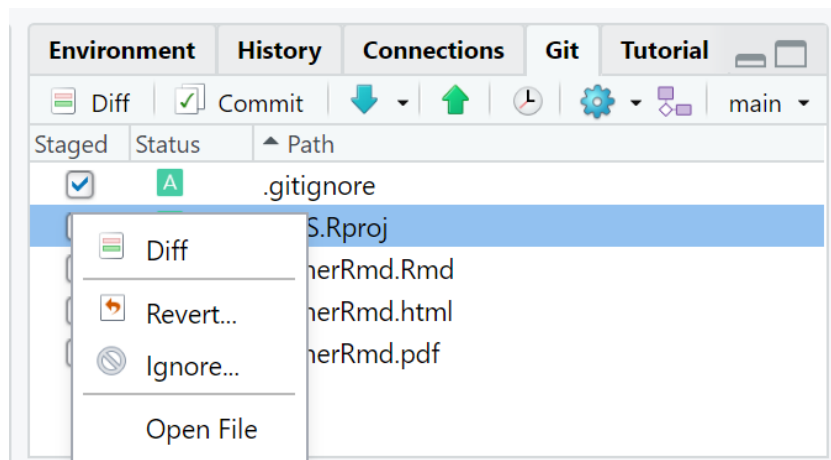 Environment History Connections Git Tutorial
Diff Commit main
Staged Status Path
A .gitignore
S.Rproj
Diff
nerRmd.Rmd
Revert...
nerRmd.html
Ignore...
nerRmd.pdf
Open File